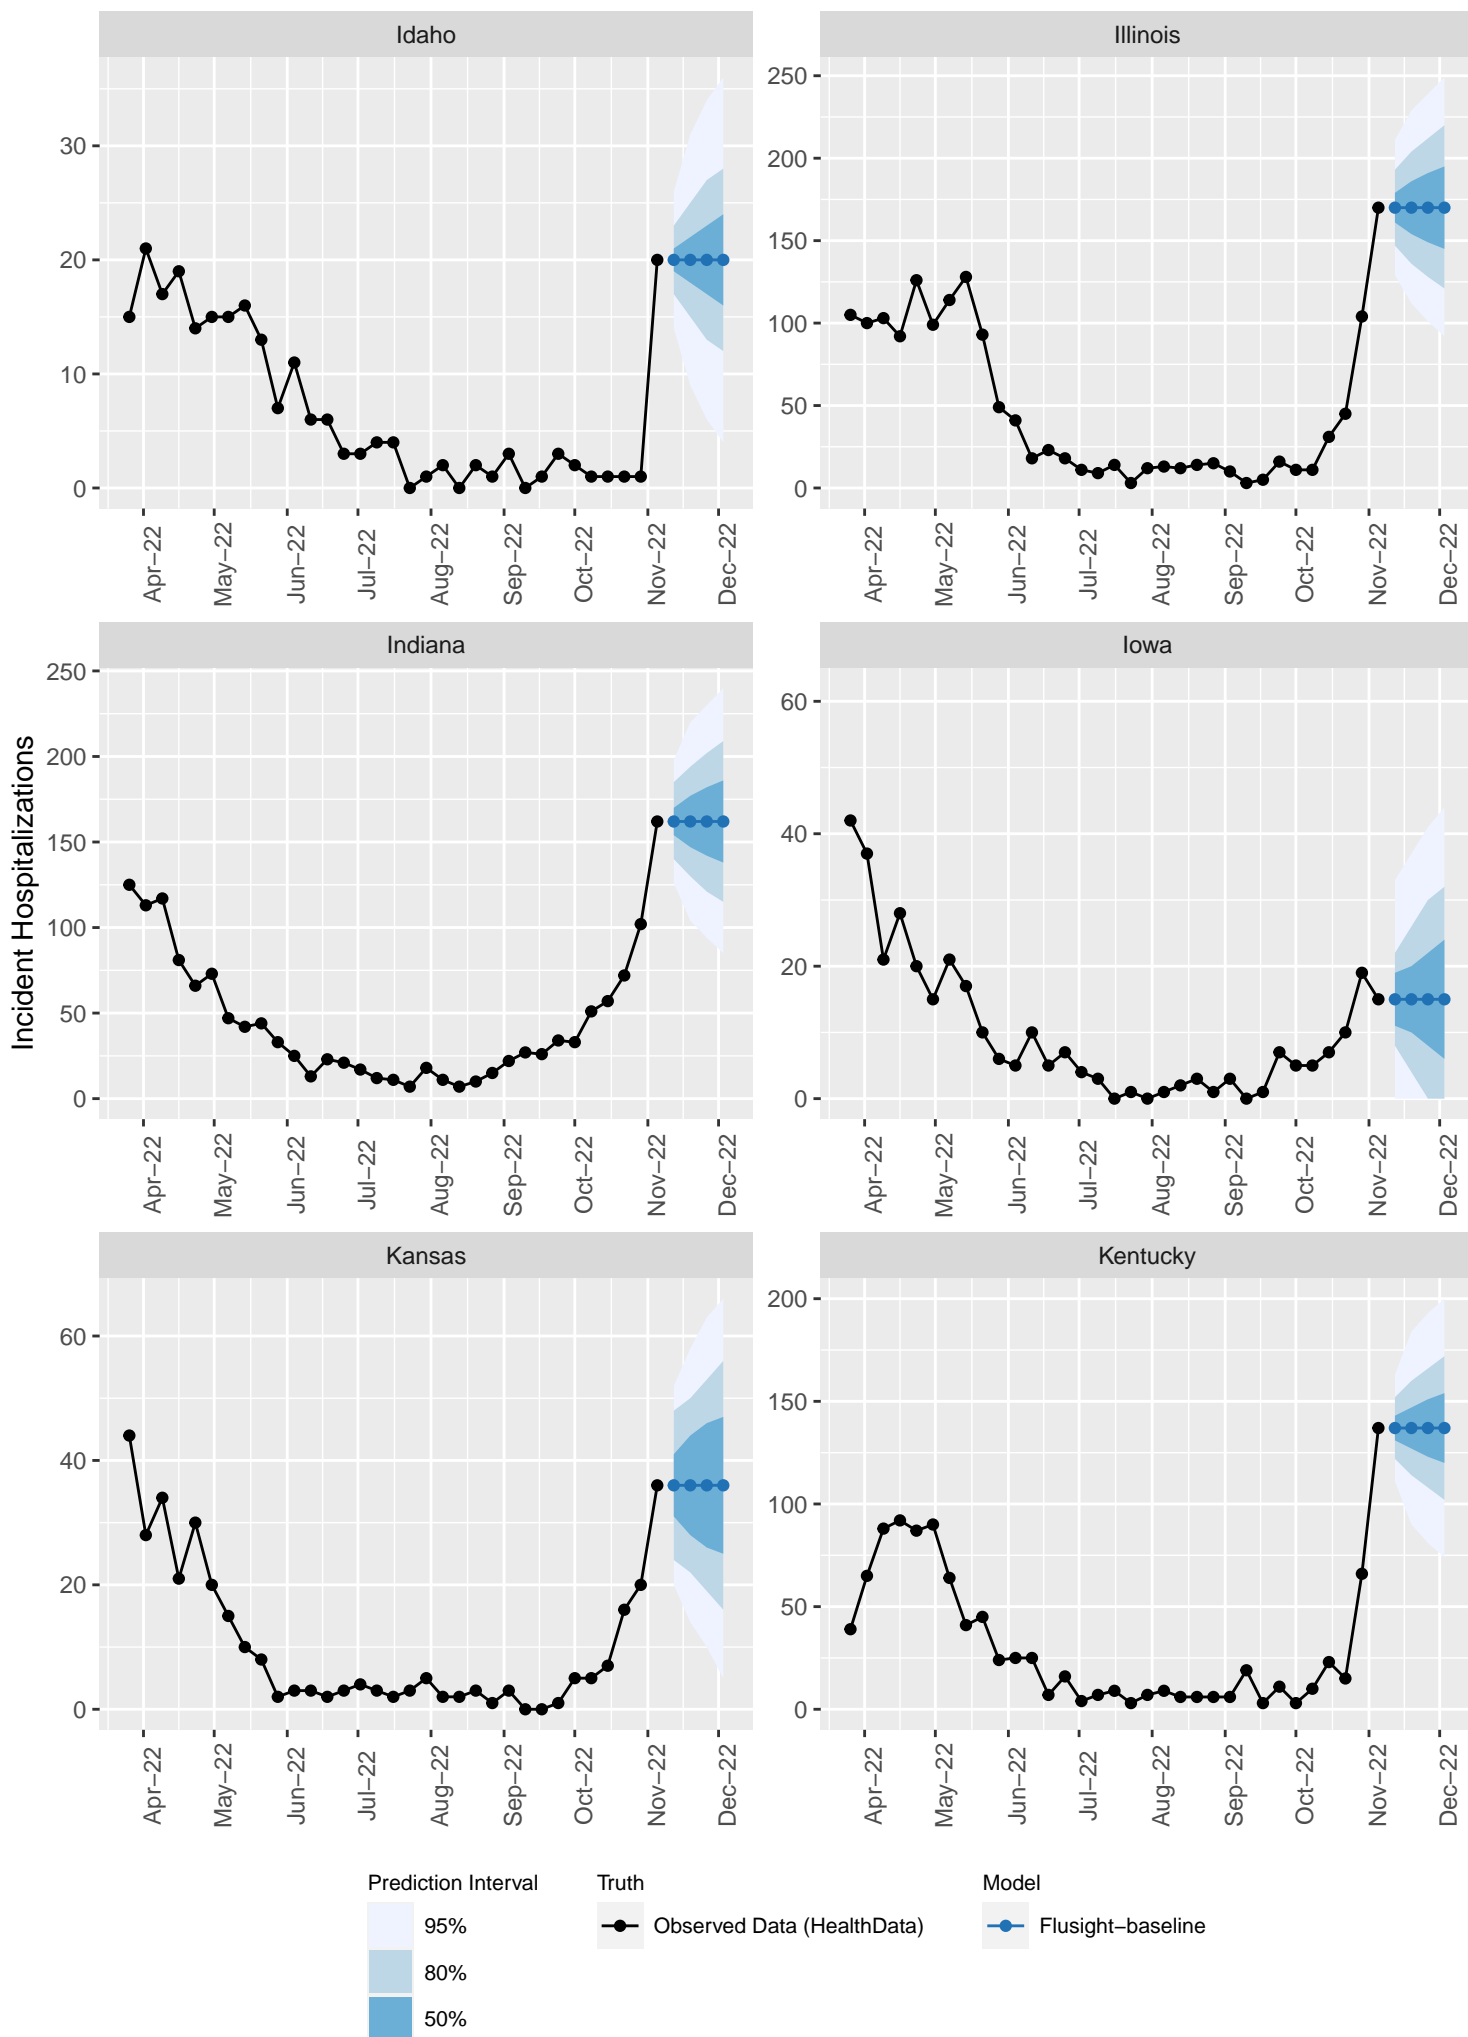 Idaho
Illinois
30
20
10
0
250
200
150
100
50
0
Apr−22 May−22 Jun−22 Jul−22 Aug−22 Sep−22 Oct−22 Nov−22 Dec−22
Apr−22 May−22 Jun−22 Jul−22 Aug−22 Sep−22 Oct−22 Nov−22 Dec−22
Incident Hospitalizations
Indiana
Iowa
250
200
150
100
50
0
60
40
20
0
Apr−22 May−22 Jun−22 Jul−22 Aug−22 Sep−22 Oct−22 Nov−22 Dec−22
Apr−22 May−22 Jun−22 Jul−22 Aug−22 Sep−22 Oct−22 Nov−22 Dec−22
Kansas
Kentucky
60
40
20
0
200
150
100
50
0
Apr−22 May−22 Jun−22 Jul−22 Aug−22 Sep−22 Oct−22 Nov−22 Dec−22
Apr−22 May−22 Jun−22 Jul−22 Aug−22 Sep−22 Oct−22 Nov−22 Dec−22
Prediction Interval
95%
80%
50%
Truth
Observed Data (HealthData)
Model
Flusight−baseline